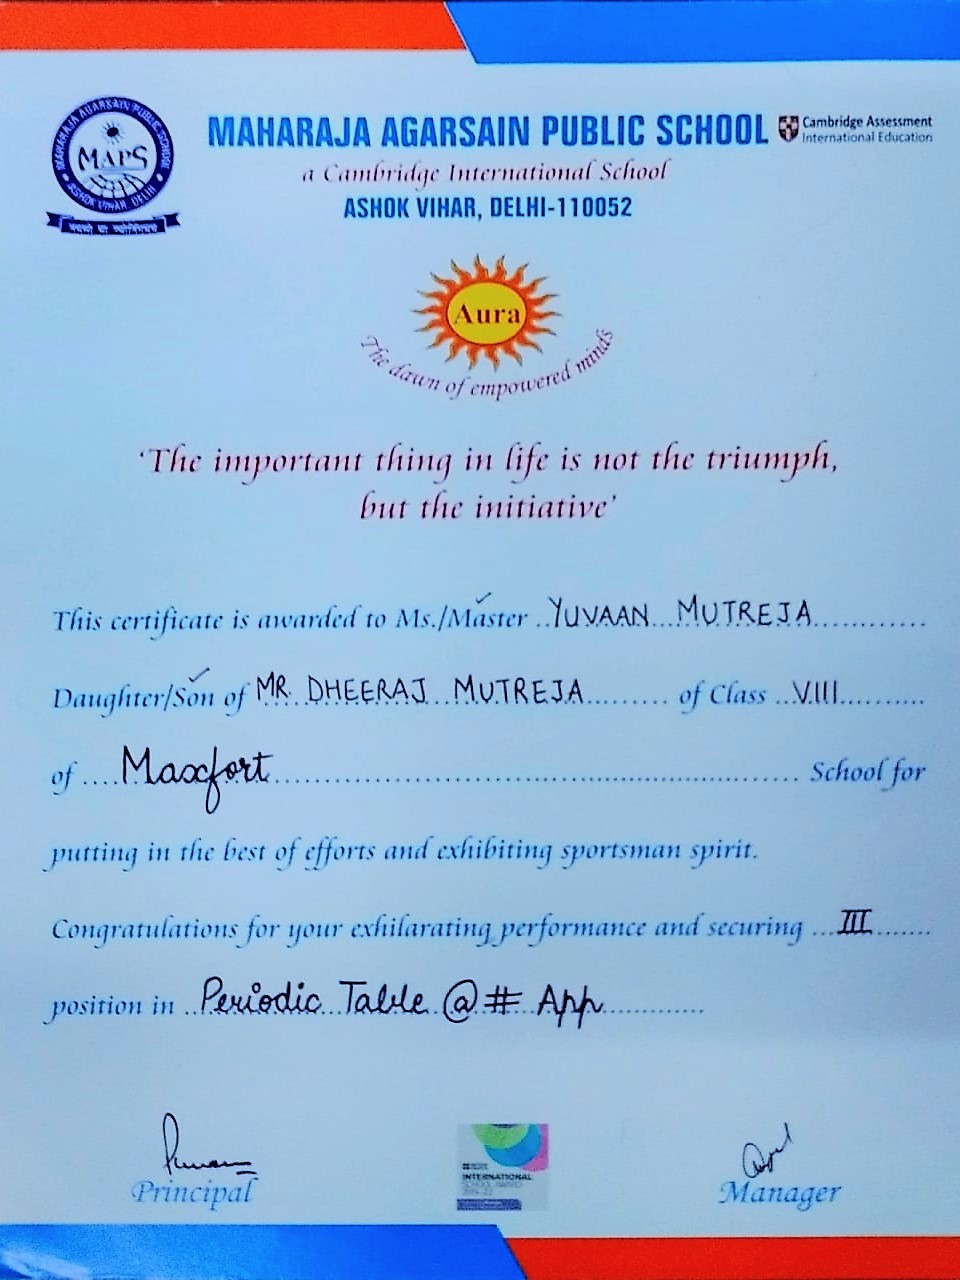 MAHARAJA AGARSAIN PUBLIC SCHOOL
MAPS
ASHOK VIHAR, DELHI
MAHARAJA AGARSAIN PUBLIC SCHOOL
Cambridge Assessment
International Education
a Cambridge International School
ASHOK VIHAR, DELHI-110052
Aura
The dawn of empowered minds
'The important thing in life is not the triumph,
but the initiative'
This certificate is awarded to Ms./Master ..YUVAAN...MUTREJA............
Daughter/Son of MR. DHEERAJ MUTREJA......... of Class ..VIII..........
of ....Maxfort................................................................ School for
putting in the best of efforts and exhibiting sportsman spirit.
Congratulations for your exhilarating performance and securing ...III.......
position in ..Periodic Table @ # App.............
Principal
INTERNATIONAL
SCHOOL AWARD
Manager